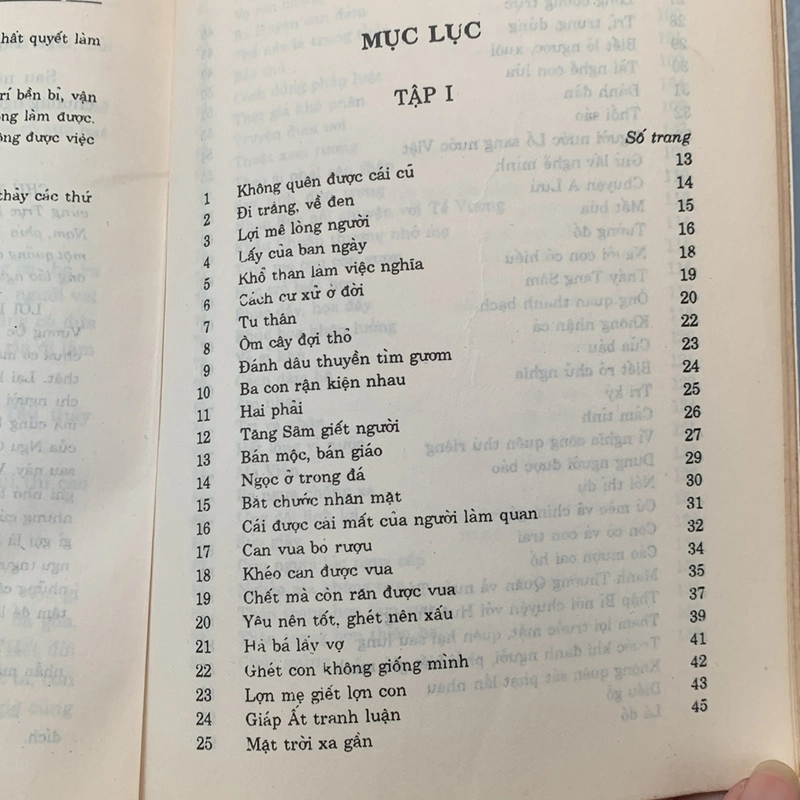 hất quyết làm
rí bền bỉ, vận
ng làm được.
ông được việc
thảy các thứ
MỤC LỤC
TẬP I
Số trang
1 Không quên được cái cũ 13
2 Đi trắng, về đen 14
3 Lợi mê lòng người 15
4 Lấy của ban ngày 16
5 Khổ than làm việc nghĩa 18
6 Cách cư xử ở đời 19
7 Tu thân 20
8 Ôm cây đợi thỏ 22
9 Đánh dấu thuyền tìm gươm 23
10 Ba con rận kiện nhau 24
11 Hai phải 25
12 Tăng Sâm giết người 26
13 Bán mộc, bán giáo 27
14 Ngọc ở trong đá 29
15 Bắt chước nhăn mặt 30
16 Cái được cái mất của người làm quan 31
17 Can vua bỏ rượu 32
18 Khéo can được vua 34
19 Chết mà còn răn được vua 35
20 Yêu nên tốt, ghét nên xấu 37
21 Hà bá lấy vợ 39
22 Ghét con không giống mình 41
23 Lợn mẹ giết lợn con 42
24 Giáp Ất tranh luận 43
25 Mặt trời xa gần 45